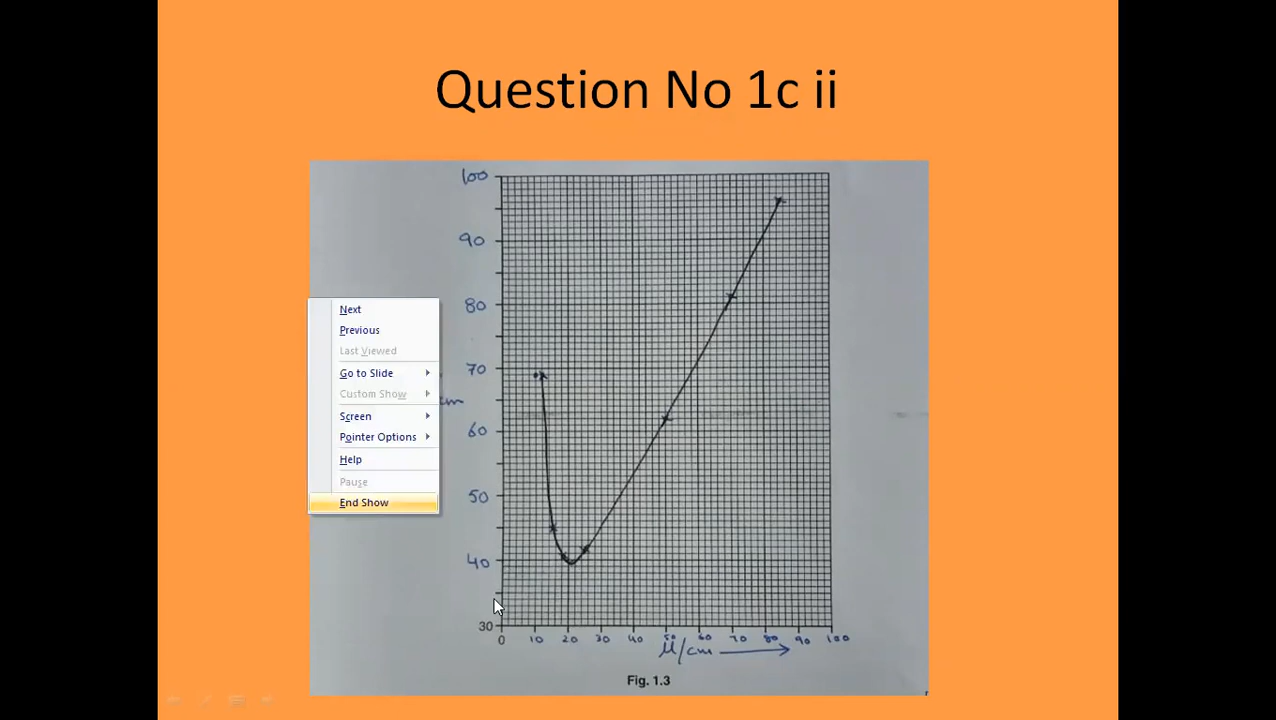 Question No 1c ii
100
90
80
70
cm
60
50
40
30
0 10 20 30 40 50 60 70 80 90 100
u/cm
Fig. 1.3
Next
Previous
Last Viewed
Go to Slide
Custom Show
Screen
Pointer Options
Help
Pause
End Show